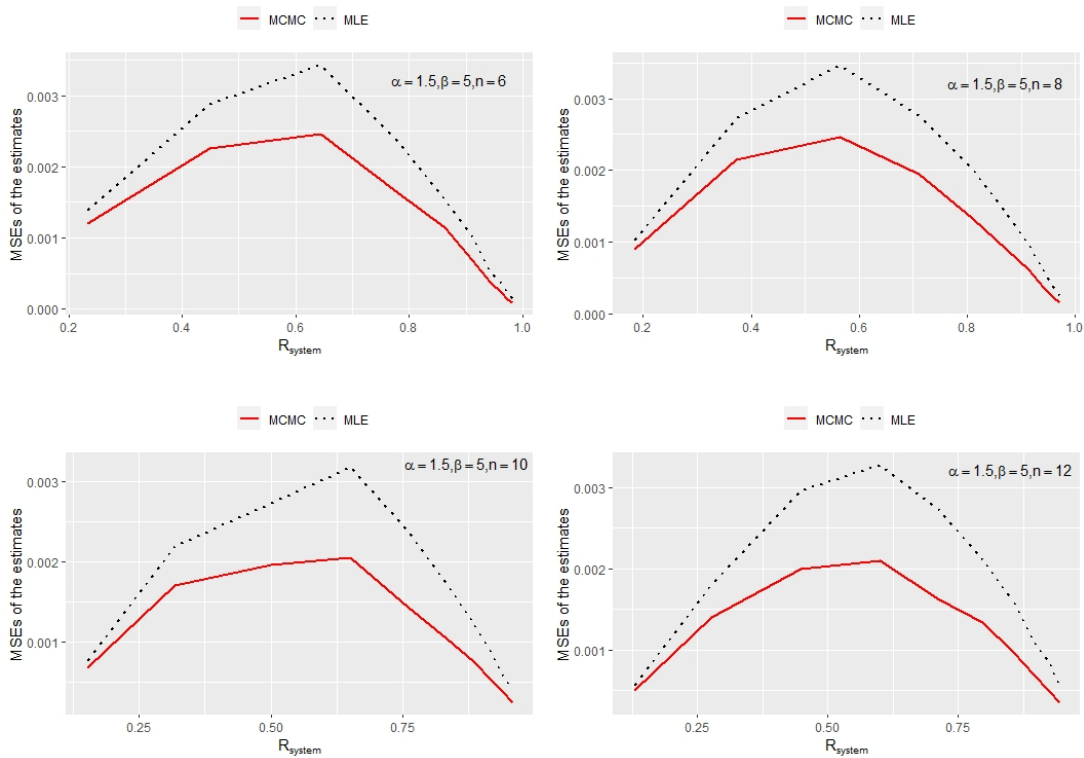 MCMC MLE
MSEs of the estimates
0.003
0.002
0.001
0.000
α = 1.5,β = 5,n = 6
0.2 0.4 0.6 0.8 1.0
Rsystem
MCMC MLE
MSEs of the estimates
0.003
0.002
0.001
0.000
α = 1.5,β = 5,n = 8
0.2 0.4 0.6 0.8 1.0
Rsystem
MCMC MLE
MSEs of the estimates
0.003
0.002
0.001
α = 1.5,β = 5,n = 10
0.25 0.50 0.75
Rsystem
MCMC MLE
MSEs of the estimates
0.003
0.002
0.001
α = 1.5,β = 5,n = 12
0.25 0.50 0.75
Rsystem